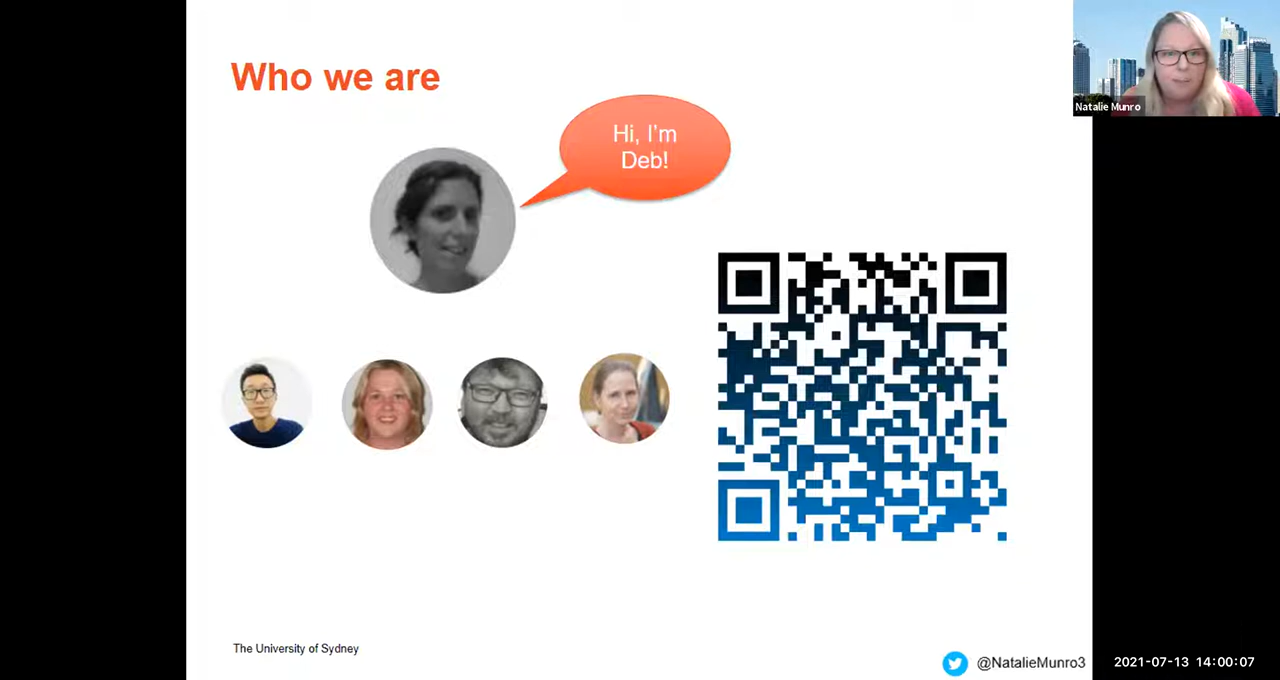 Who we are
Hi, I'm
Deb!
Natalie Munro
The University of Sydney
@NatalieMunro3
2021-07-13 14:00:07